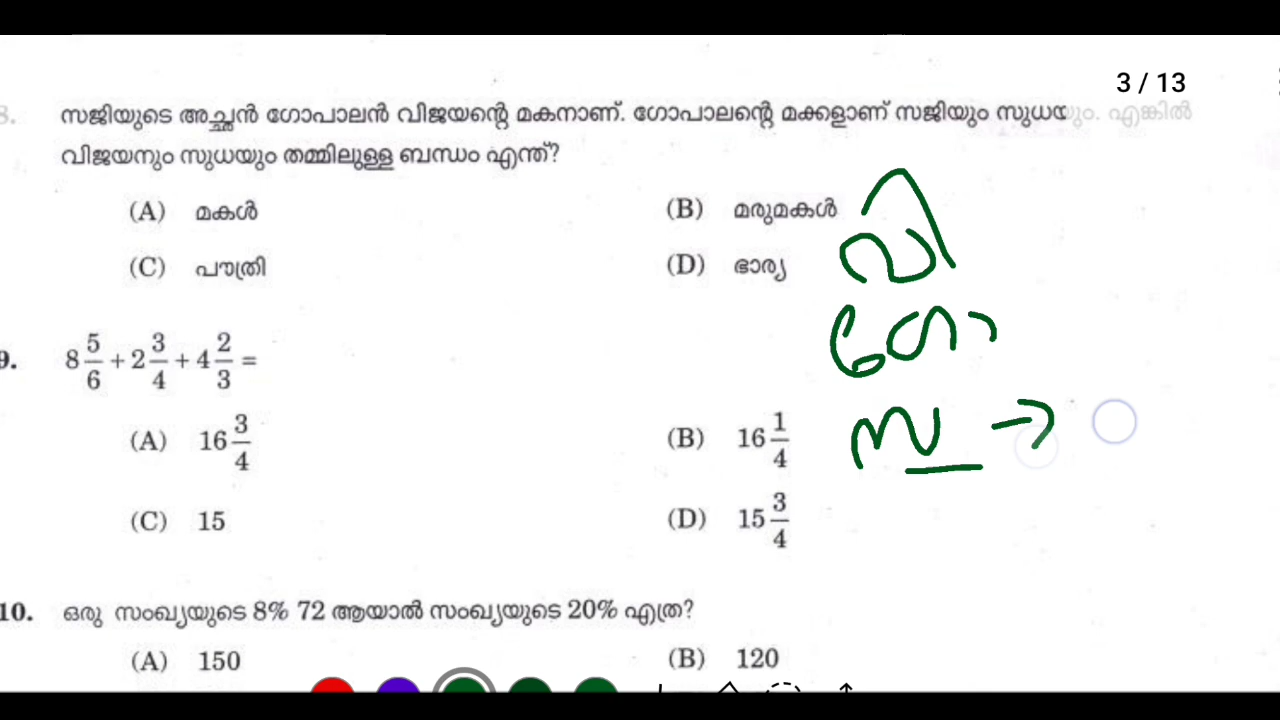 3 / 13
8. സജിയുടെ അച്ഛൻ ഗോപാലൻ വിജയന്റെ മകനാണ്. ഗോപാലന്റെ മക്കളാണ് സജിയും സുധയും. എങ്കിൽ
വിജയനും സുധയും തമ്മിലുള്ള ബന്ധം എന്ത്?
(A) മകൾ (B) മരുമകൾ
(C) പൗത്രി (D) ഭാര്യ
വി
ഗോ
സ →
9. 8 5/6 + 2 3/4 + 4 2/3 =
(A) 16 3/4 (B) 16 1/4
(C) 15 (D) 15 3/4
10. ഒരു സംഖ്യയുടെ 8% 72 ആയാൽ സംഖ്യയുടെ 20% എത്ര?
(A) 150 (B) 120